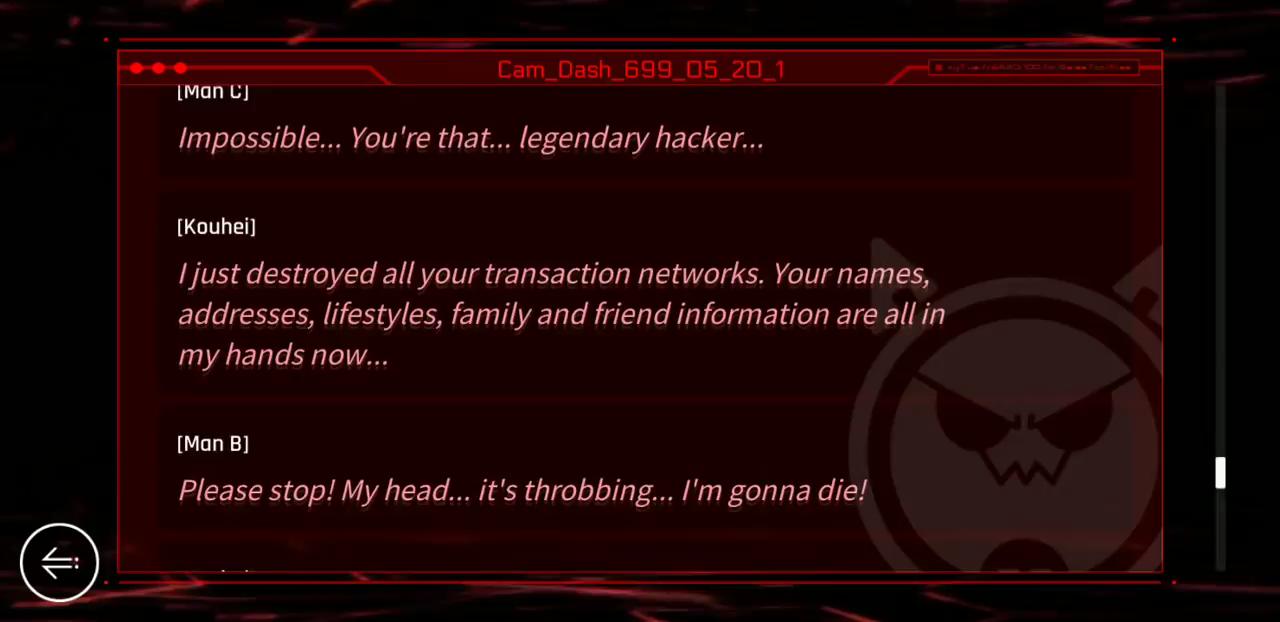 Cam_Dash_699_05_20_1
[Man C]
Impossible... You're that... legendary hacker...
[Kouhei]
I just destroyed all your transaction networks. Your names,
addresses, lifestyles, family and friend information are all in
my hands now...
[Man B]
Please stop! My head... it's throbbing... I'm gonna die!